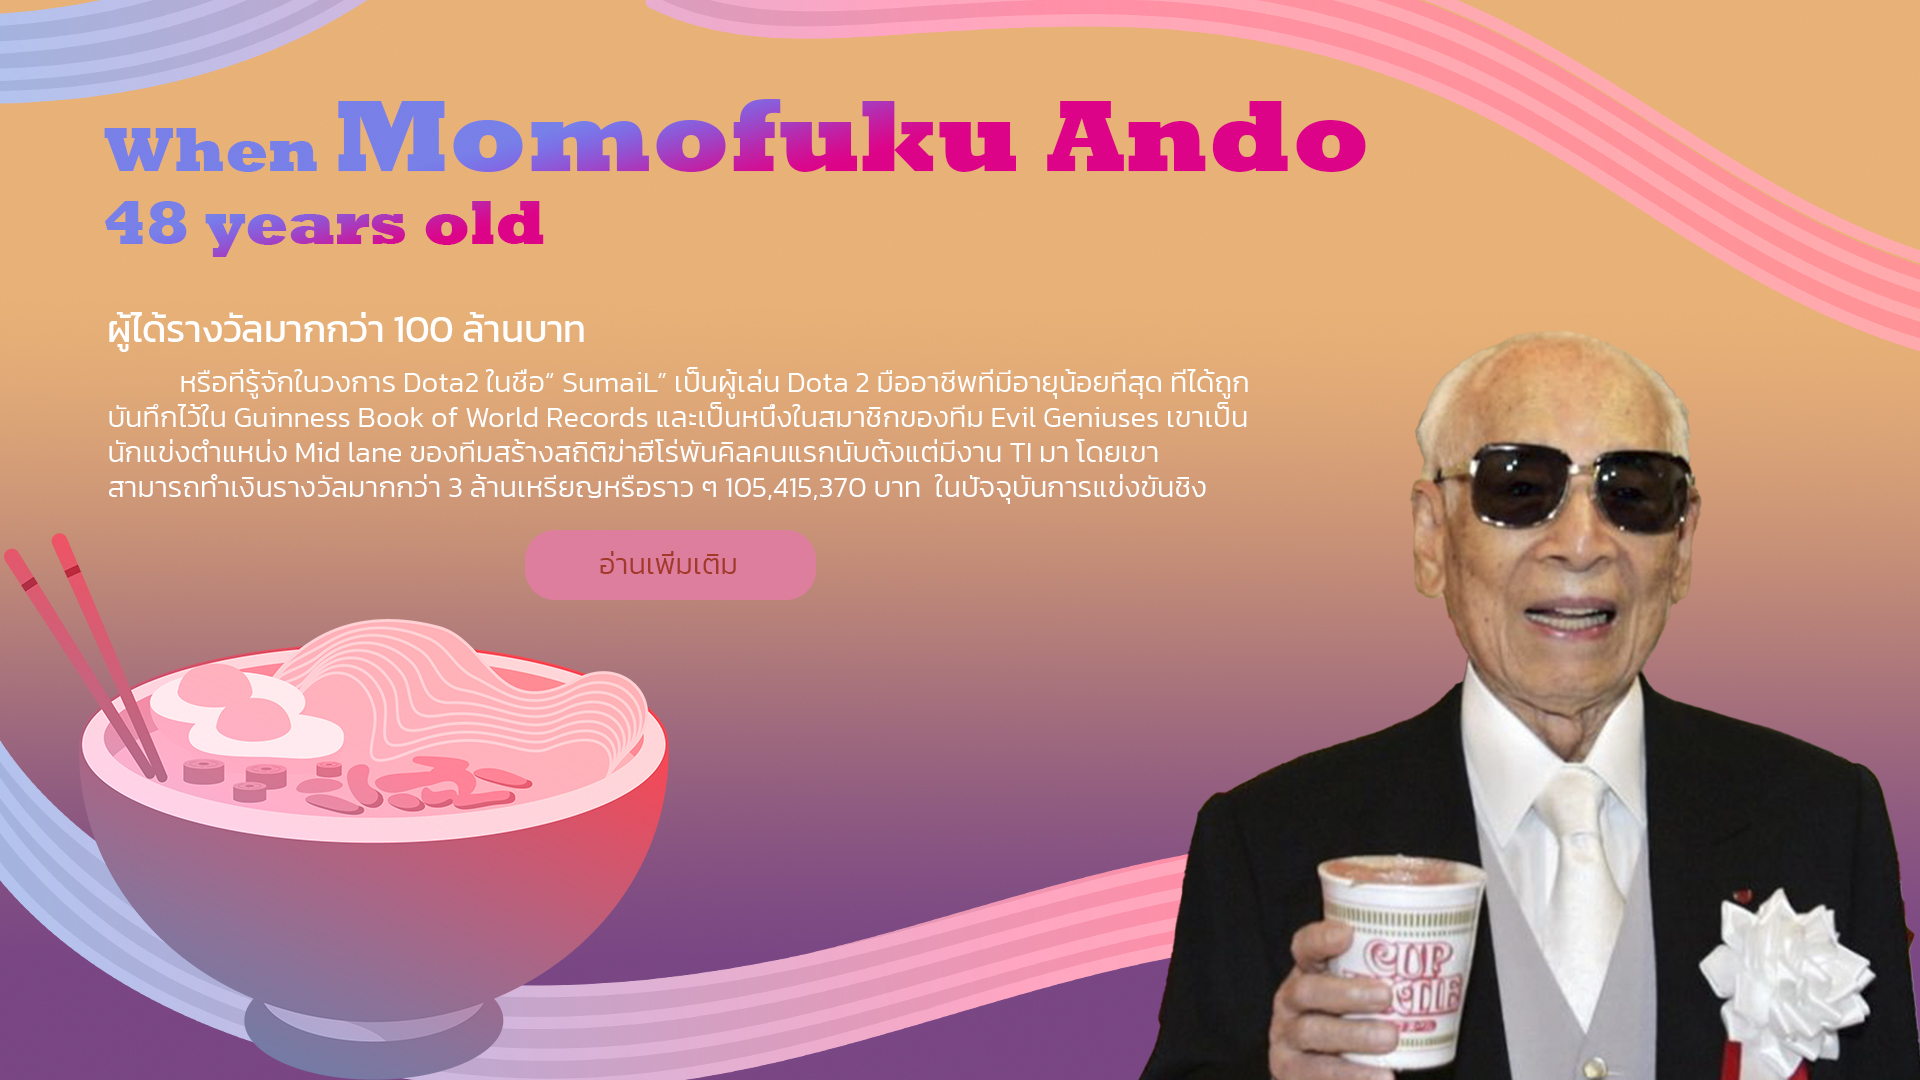 When Momofuku Ando
48 years old
ผู้ได้รางวัลมากกว่า 100 ล้านบาท
หรือที่รู้จักในวงการ Dota2 ในชื่อ” SumaiL” เป็นผู้เล่น Dota 2 มืออาชีพที่มีอายุน้อยที่สุด ที่ได้ถูก
บันทึกไว้ใน Guinness Book of World Records และเป็นหนึ่งในสมาชิกของทีม Evil Geniuses เขาเป็น
นักแข่งตำแหน่ง Mid lane ของทีมสร้างสถิติฆ่าฮีโร่พันคิลคนแรกนับตั้งแต่มีงาน TI มา โดยเขา
สามารถทำเงินรางวัลมากกว่า 3 ล้านเหรียญหรือราว ๆ 105,415,370 บาท ในปัจจุบันการแข่งขันชิง
อ่านเพิ่มเติม
CUP